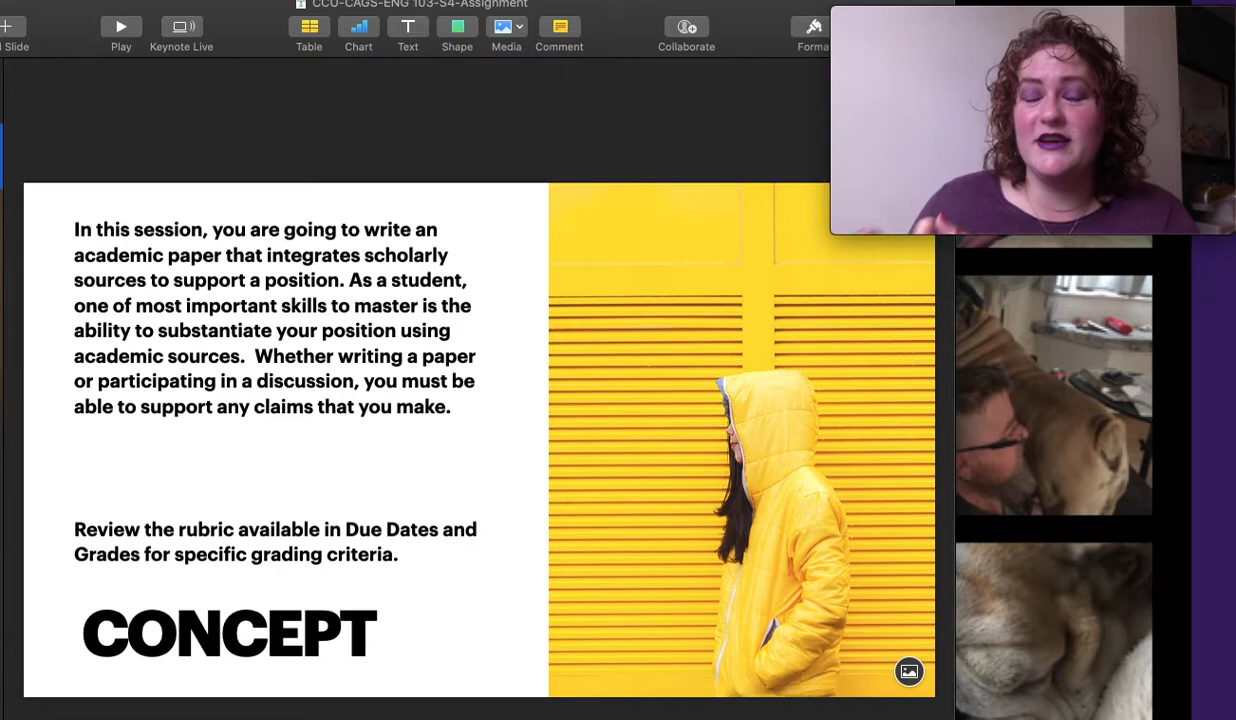 CCU-CAGS-ENG 103-S4-Assignment
Slide
Play
Keynote Live
Table
Chart
Text
Shape
Media
Comment
Collaborate
Forma
In this session, you are going to write an
academic paper that integrates scholarly
sources to support a position. As a student,
one of most important skills to master is the
ability to substantiate your position using
academic sources.  Whether writing a paper
or participating in a discussion, you must be
able to support any claims that you make.
Review the rubric available in Due Dates and
Grades for specific grading criteria.
CONCEPT